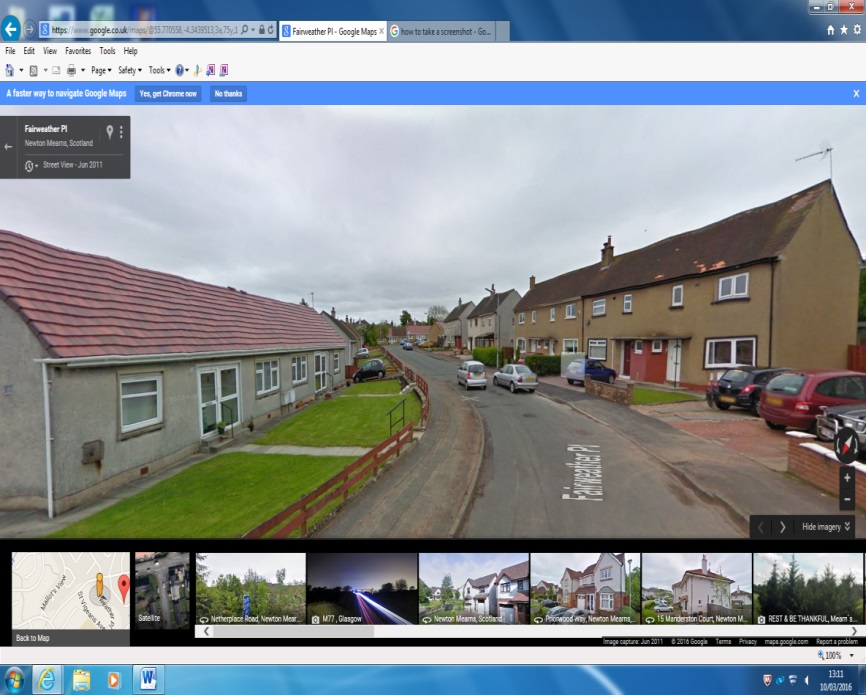 https://www.google.co.uk/maps/@55.770556,-4.3439513,3a,75y,1
Fairweather Pl - Google Maps
how to take a screenshot - Go...
File Edit View Favorites Tools Help
Page Safety Tools
A faster way to navigate Google Maps Yes, get Chrome now No thanks X
Fairweather Pl
Newton Mearns, Scotland
Street View - Jun 2011
Fairweather Pl
Hide imagery
Mallot's View
St Vigeans Av
Back to Map
Satellite
Netherplace Road, Newton Mear...
M77, Glasgow
Newton Mearns, Scotland
Poorwood Way, Newton Mearns,...
15 Manderston Court, Newton M...
REST & BE THANKFUL, Mearn
Image capture: Jun 2011 © 2016 Google Terms Privacy maps.google.com Report a problem
100%
13:11
10/03/2016